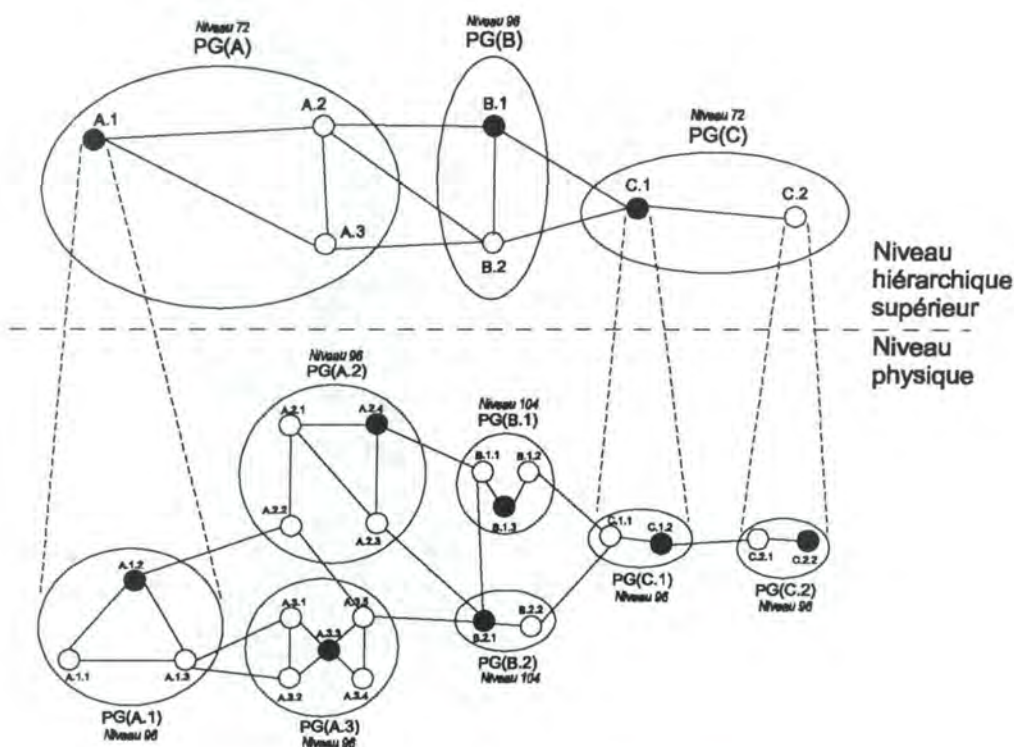 Niveau 72
PG(A)
Niveau 96
PG(B)
Niveau 72
PG(C)
A.1
A.2
A.3
B.1
B.2
C.1
C.2
Niveau
hiérarchique
supérieur
Niveau
physique
Niveau 96
PG(A.2)
A.2.1
A.2.4
A.2.2
A.2.3
Niveau 104
PG(B.1)
B.1.1
B.1.2
B.1.3
C.1.1
C.1.2
PG(C.1)
Niveau 96
C.2.1
C.2.2
PG(C.2)
Niveau 96
A.1.2
A.1.1
A.1.3
PG(A.1)
Niveau 96
A.3.1
A.3.5
A.3.3
A.3.2
A.3.4
PG(A.3)
Niveau 96
B.2.1
B.2.2
PG(B.2)
Niveau 104